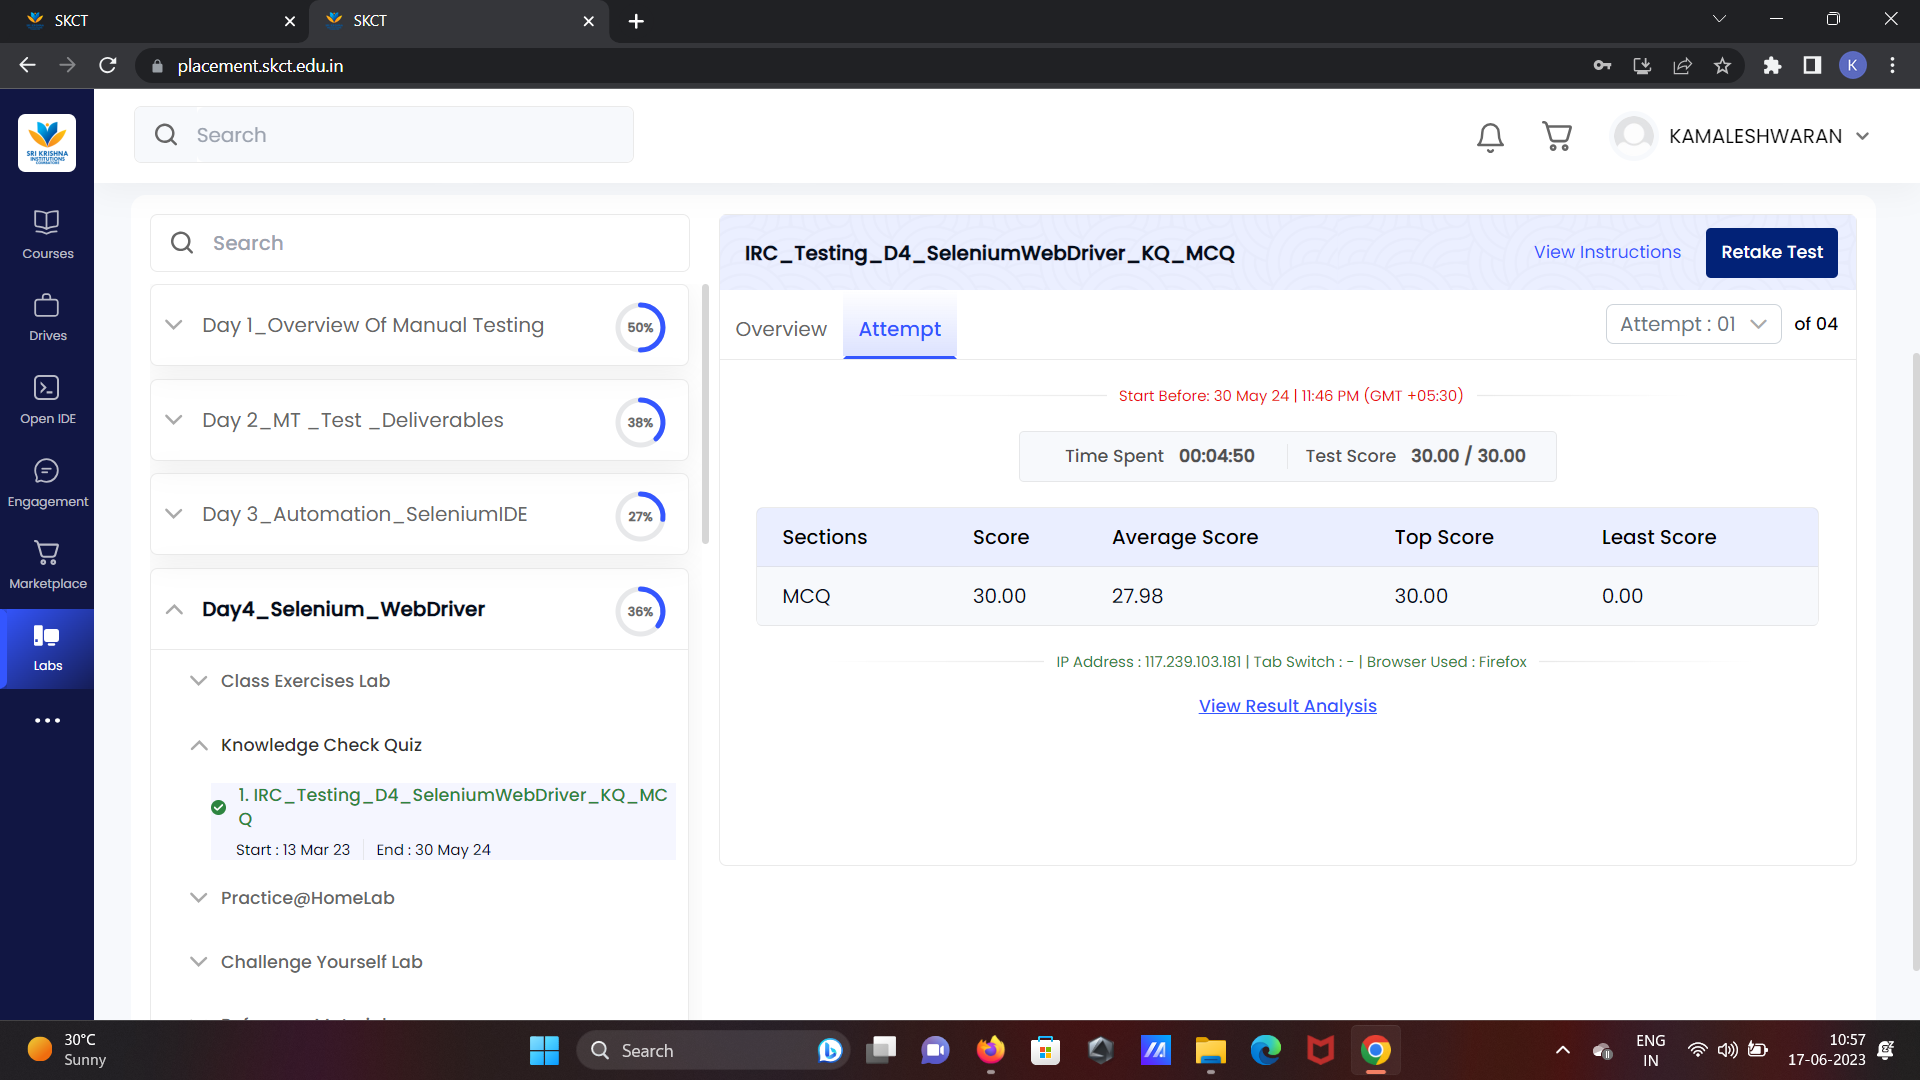 SKCT
SKCT
placement.skct.edu.in
K
SRI KRISHNA
INSTITUTIONS
Search
KAMALESHWARAN
Courses
Drives
Open IDE
Engagement
Marketplace
Labs
Search
Day 1_Overview Of Manual Testing
50%
Day 2_MT _Test _Deliverables
38%
Day 3_Automation_SeleniumIDE
27%
Day4_Selenium_WebDriver
36%
Class Exercises Lab
Knowledge Check Quiz
1. IRC_Testing_D4_SeleniumWebDriver_KQ_MC
Q
Start : 13 Mar 23
End : 30 May 24
Practice@HomeLab
Challenge Yourself Lab
IRC_Testing_D4_SeleniumWebDriver_KQ_MCQ
View Instructions
Retake Test
Overview
Attempt
Attempt : 01
of 04
Start Before: 30 May 24 | 11:46 PM (GMT +05:30)
Time Spent 00:04:50
Test Score 30.00 / 30.00
Sections Score Average Score Top Score Least Score
MCQ 30.00 27.98 30.00 0.00
IP Address : 117.239.103.181 | Tab Switch : - | Browser Used : Firefox
View Result Analysis
30°C
Sunny
Search
ENG
IN
10:57
17-06-2023